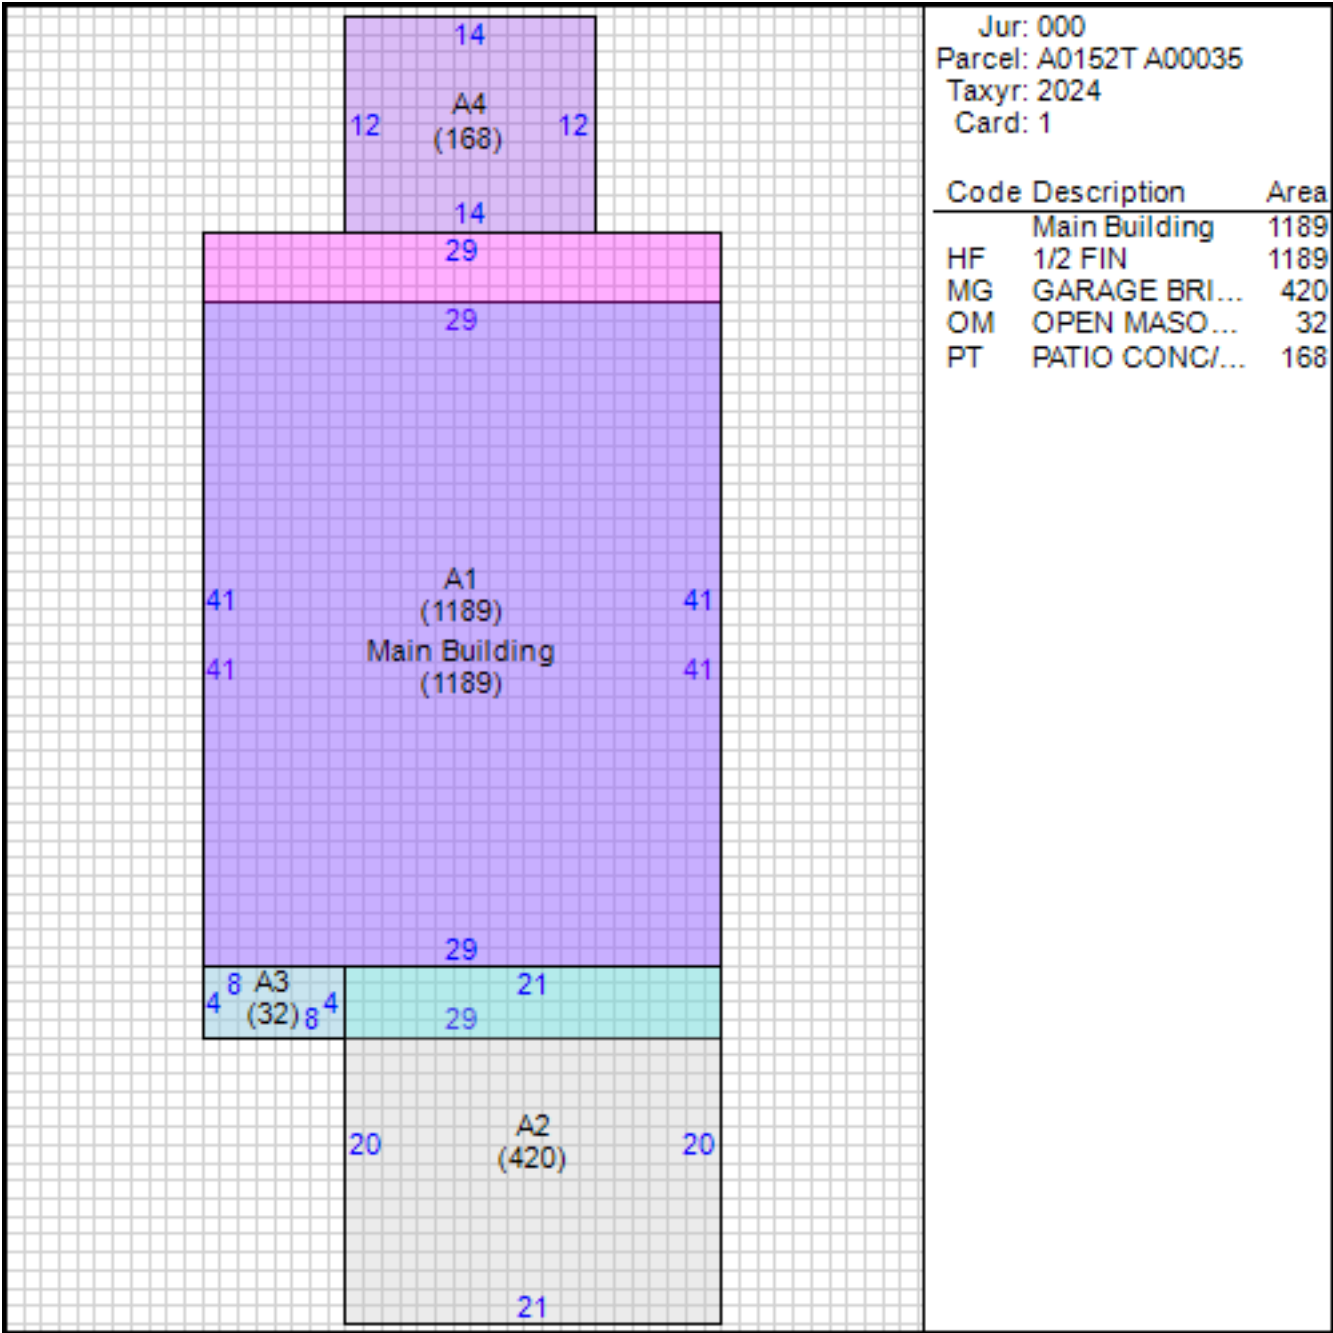 14
A4
12
12
(168)
14
29
29
A1
41
41
(1189)
Main Building
41
41
(1189)
29
8
A3
21
4
4
(32)
8
29
A2
20
20
(420)
21
Jur: 000
Parcel: A0152T A00035
Taxyr: 2024
Card: 1
Code Description Area
Main Building 1189
HF 1/2 FIN 1189
MG GARAGE BRI... 420
OM OPEN MASO... 32
PT PATIO CONC/... 168